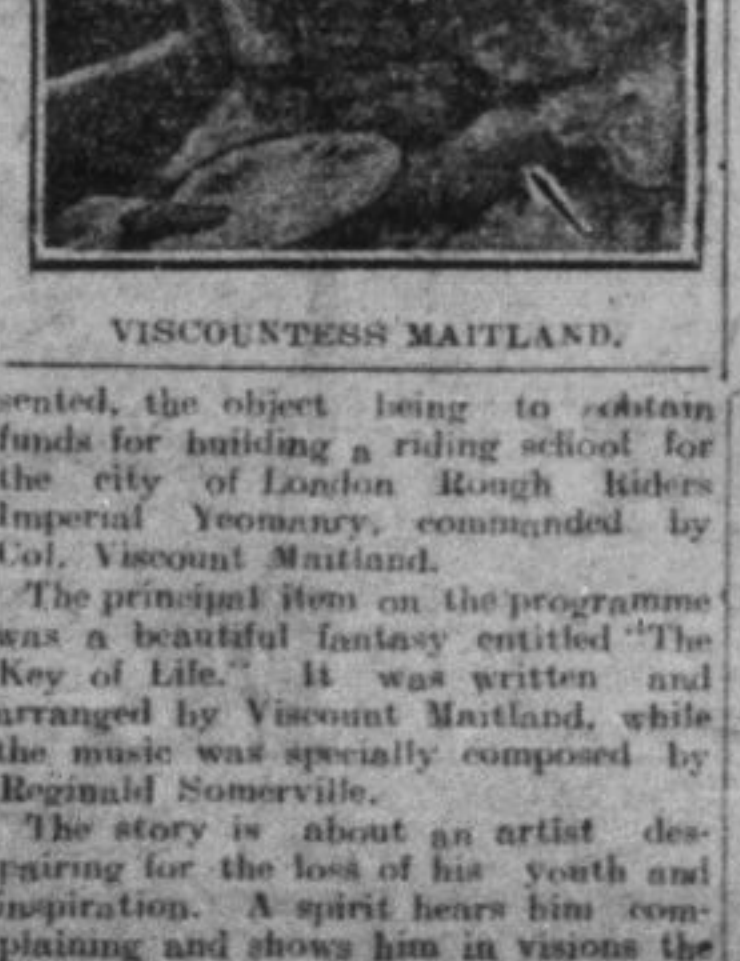 VISCOUNTESS MAITLAND.
sented, the object being to obtain
funds for building a riding school for
the city of London Rough Riders
Imperial Yeomanry, commanded by
Col. Viscount Maitland.
The principal item on the programme
was a beautiful fantasy entitled "The
Key of Life." It was written and
arranged by Viscount Maitland, while
the music was specially composed by
Reginald Somerville.
The story is about an artist des-
pairing for the loss of his youth and
inspiration. A spirit hears him com-
plaining and shows him in visions the